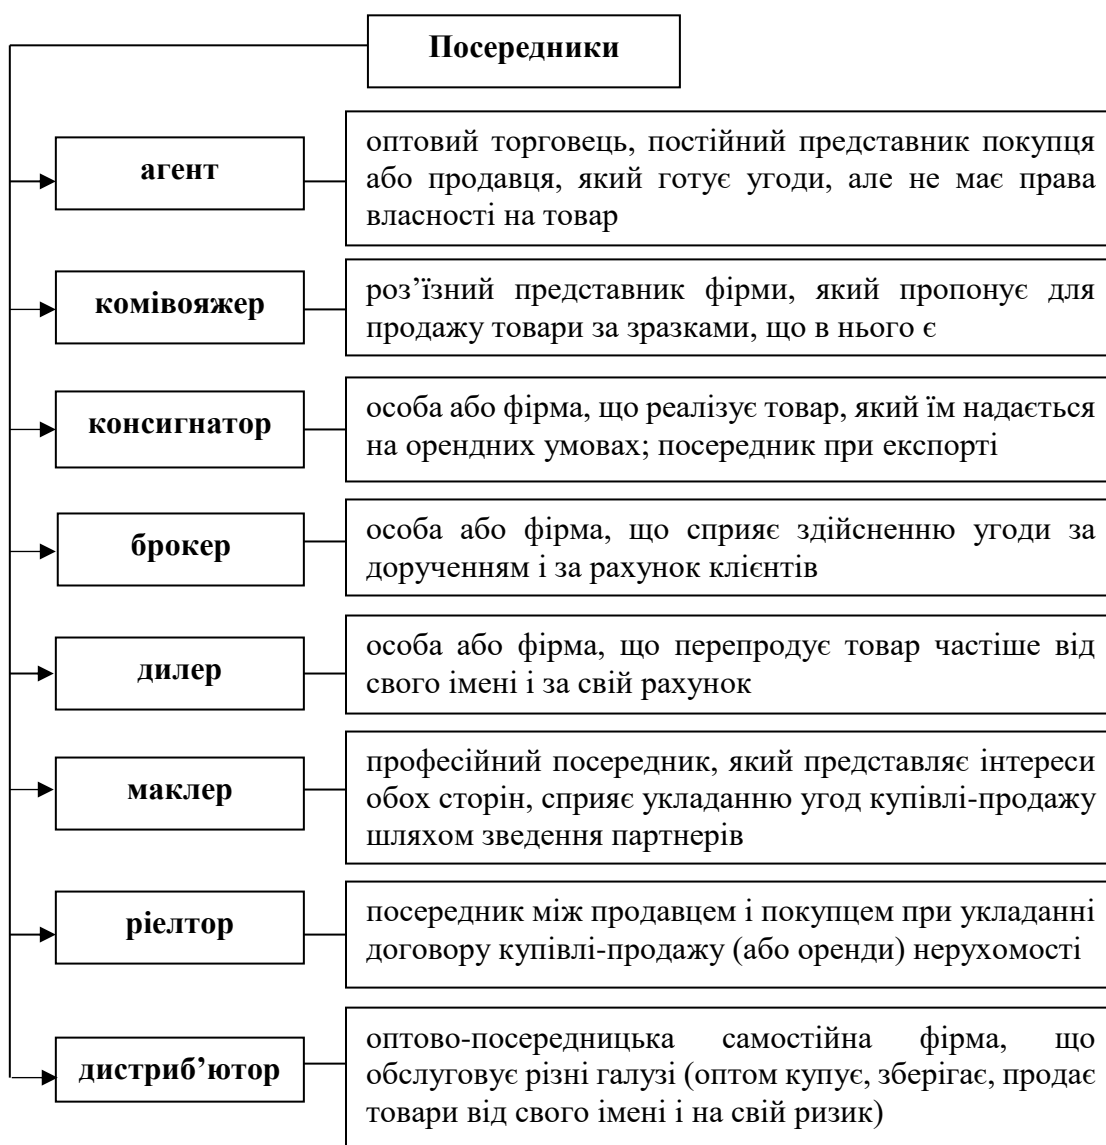 Посередники
агент
оптовий торговець, постійний представник покупця
або продавця, який готує угоди, але не має права
власності на товар
комівояжер
роз’їзний представник фірми, який пропонує для
продажу товари за зразками, що в нього є
консигнатор
особа або фірма, що реалізує товар, який їм надається
на орендних умовах; посередник при експорті
брокер
особа або фірма, що сприяє здійсненню угоди за
дорученням і за рахунок клієнтів
дилер
особа або фірма, що перепродує товар частіше від
свого імені і за свій рахунок
маклер
професійний посередник, який представляє інтереси
обох сторін, сприяє укладанню угод купівлі-продажу
шляхом зведення партнерів
ріелтор
посередник між продавцем і покупцем при укладанні
договору купівлі-продажу (або оренди) нерухомості
дистриб’ютор
оптово-посередницька самостійна фірма, що
обслуговує різні галузі (оптом купує, зберігає, продає
товари від свого імені і на свій ризик)